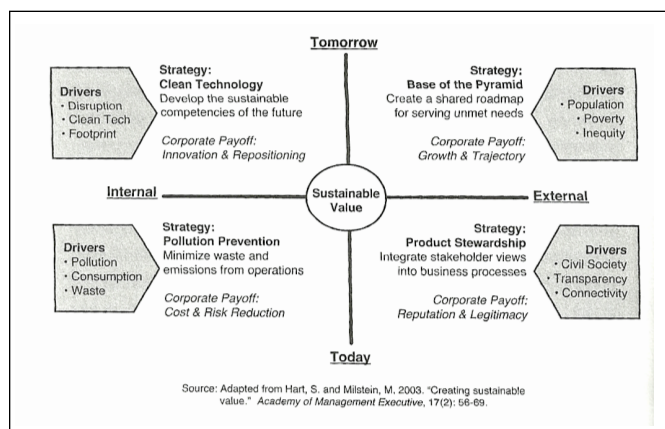 Tomorrow
Drivers
• Disruption
• Clean Tech
• Footprint
Strategy:
Clean Technology
Develop the sustainable
competencies of the future
Corporate Payoff:
Innovation & Repositioning
Strategy:
Base of the Pyramid
Create a shared roadmap
for serving unmet needs
Corporate Payoff:
Growth & Trajectory
Drivers
• Population
• Poverty
• Inequity
Internal
Sustainable
Value
External
Drivers
• Pollution
• Consumption
• Waste
Strategy:
Pollution Prevention
Minimize waste and
emissions from operations
Corporate Payoff:
Cost & Risk Reduction
Strategy:
Product Stewardship
Integrate stakeholder views
into business processes
Corporate Payoff:
Reputation & Legitimacy
Drivers
• Civil Society
• Transparency
• Connectivity
Today
Source: Adapted from Hart, S. and Milstein, M. 2003. "Creating sustainable
value." Academy of Management Executive, 17(2): 56-69.